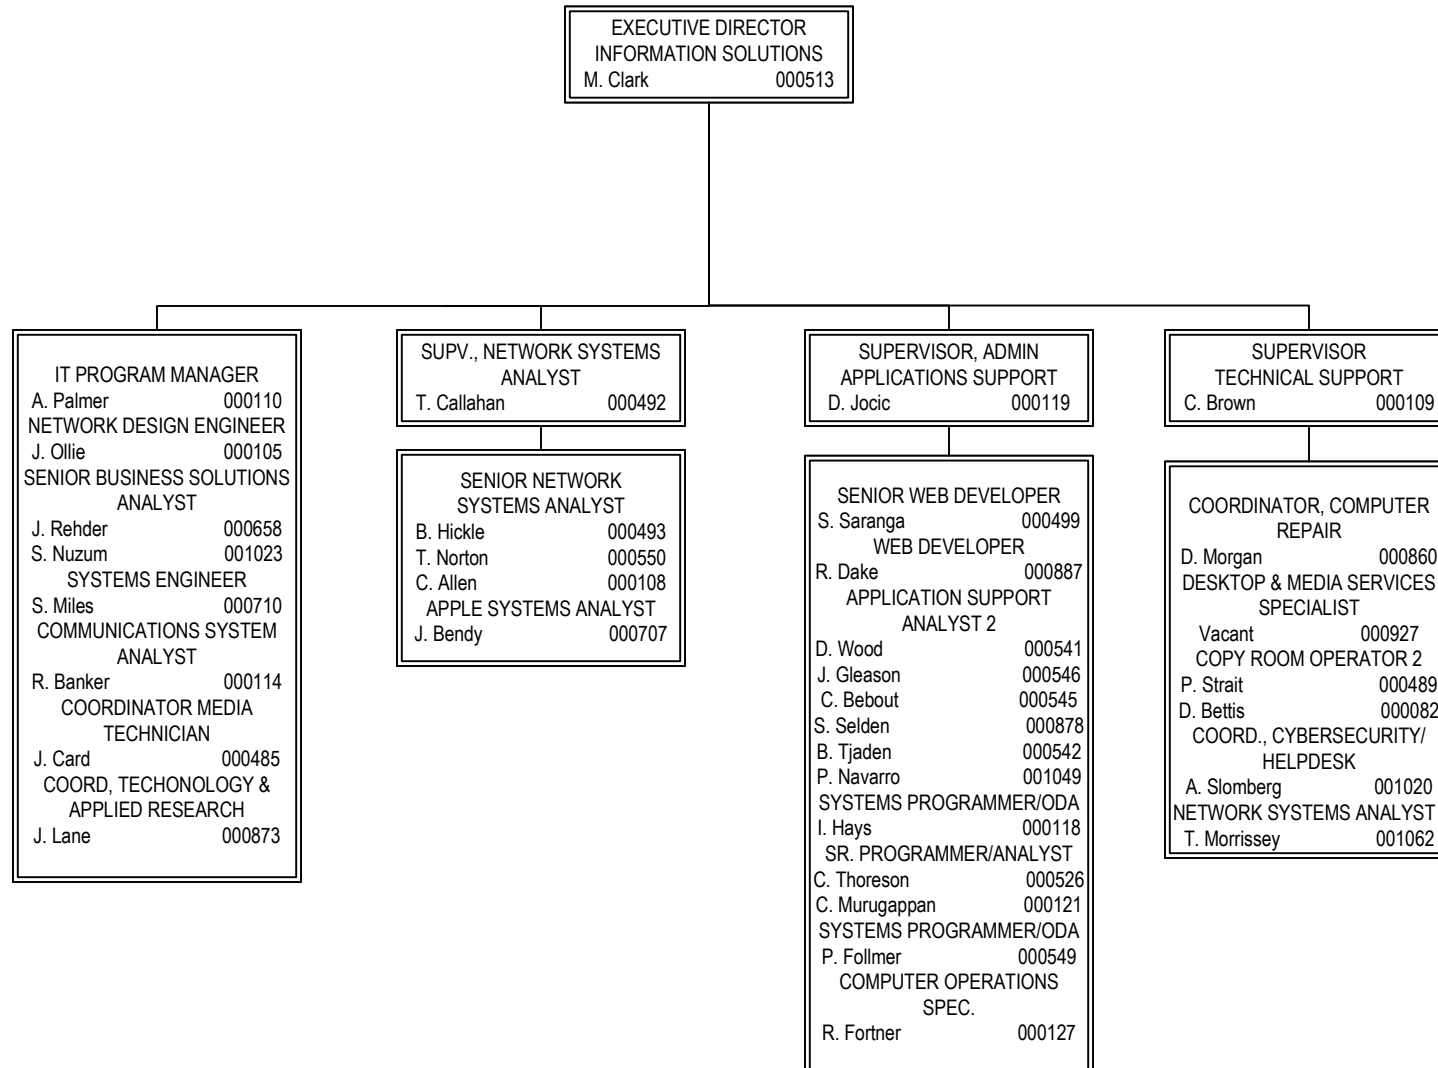 EXECUTIVE DIRECTOR
INFORMATION SOLUTIONS
M. Clark 000513
IT PROGRAM MANAGER
A. Palmer 000110
NETWORK DESIGN ENGINEER
J. Ollie 000105
SENIOR BUSINESS SOLUTIONS
ANALYST
J. Rehder 000658
S. Nuzum 001023
SYSTEMS ENGINEER
S. Miles 000710
COMMUNICATIONS SYSTEM
ANALYST
R. Banker 000114
COORDINATOR MEDIA
TECHNICIAN
J. Card 000485
COORD, TECHONOLOGY &
APPLIED RESEARCH
J. Lane 000873
SUPV., NETWORK SYSTEMS
ANALYST
T. Callahan 000492
SENIOR NETWORK
SYSTEMS ANALYST
B. Hickle 000493
T. Norton 000550
C. Allen 000108
APPLE SYSTEMS ANALYST
J. Bendy 000707
SUPERVISOR, ADMIN
APPLICATIONS SUPPORT
D. Jocic 000119
SENIOR WEB DEVELOPER
S. Saranga 000499
WEB DEVELOPER
R. Dake 000887
APPLICATION SUPPORT
ANALYST 2
D. Wood 000541
J. Gleason 000546
C. Bebout 000545
S. Selden 000878
B. Tjaden 000542
P. Navarro 001049
SYSTEMS PROGRAMMER/ODA
I. Hays 000118
SR. PROGRAMMER/ANALYST
C. Thoreson 000526
C. Murugappan 000121
SYSTEMS PROGRAMMER/ODA
P. Follmer 000549
COMPUTER OPERATIONS
SPEC.
R. Fortner 000127
SUPERVISOR
TECHNICAL SUPPORT
C. Brown 000109
COORDINATOR, COMPUTER
REPAIR
D. Morgan 000860
DESKTOP & MEDIA SERVICES
SPECIALIST
Vacant 000927
COPY ROOM OPERATOR 2
P. Strait 000489
D. Bettis 000082
COORD., CYBERSECURITY/
HELPDESK
A. Slomberg 001020
NETWORK SYSTEMS ANALYST
T. Morrissey 001062